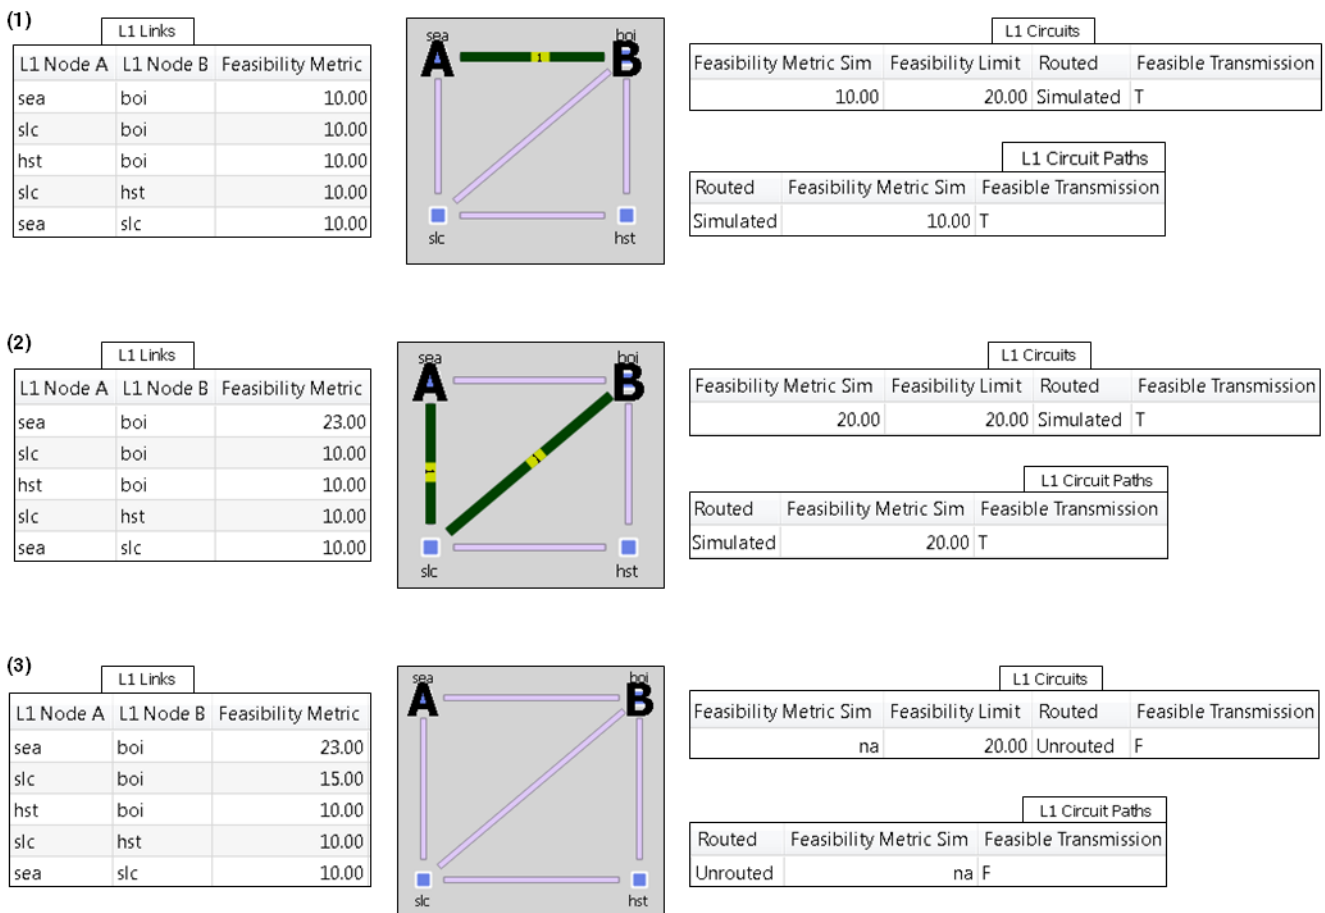 (1)
L1 Links
L1 Node A L1 Node B Feasibility Metric
sea boi 10.00
slc boi 10.00
hst boi 10.00
slc hst 10.00
sea slc 10.00
sea boi
A B
1
slc hst
L1 Circuits
Feasibility Metric Sim Feasibility Limit Routed Feasible Transmission
10.00 20.00 Simulated T
L1 Circuit Paths
Routed Feasibility Metric Sim Feasible Transmission
Simulated 10.00 T
(2)
L1 Links
L1 Node A L1 Node B Feasibility Metric
sea boi 23.00
slc boi 10.00
hst boi 10.00
slc hst 10.00
sea slc 10.00
sea boi
A B
1 1
slc hst
L1 Circuits
Feasibility Metric Sim Feasibility Limit Routed Feasible Transmission
20.00 20.00 Simulated T
L1 Circuit Paths
Routed Feasibility Metric Sim Feasible Transmission
Simulated 20.00 T
(3)
L1 Links
L1 Node A L1 Node B Feasibility Metric
sea boi 23.00
slc boi 15.00
hst boi 10.00
slc hst 10.00
sea slc 10.00
sea boi
A B
slc hst
L1 Circuits
Feasibility Metric Sim Feasibility Limit Routed Feasible Transmission
na 20.00 Unrouted F
L1 Circuit Paths
Routed Feasibility Metric Sim Feasible Transmission
Unrouted na F